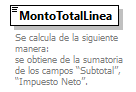 MontoTotalLinea
Se calcula de la siguiente
manera:
se obtiene de la sumatoria
de los campos “Subtotal”,
“Impuesto Neto”.